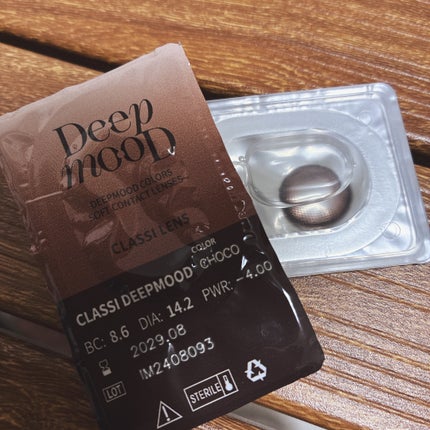 Deep
mooD
DEEPMOOD COLORS
SOFT CONTACT LENSES
CLASSI LENS
CLASSI DEEPMOOD COLOR CHOCO
BC: 8.6 DIA: 14.2 PWR: -4.00
2029.08
LOT IM2408093
STERILE